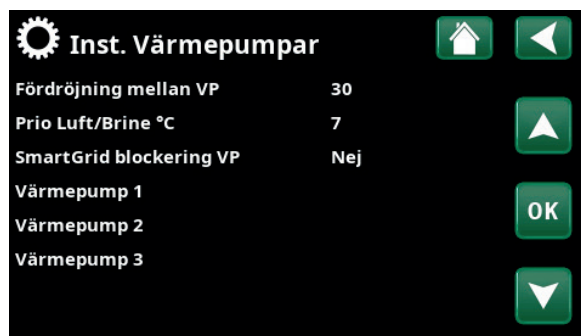 Inst. Värmepumpar
Fördröjning mellan VP 30
Prio Luft/Brine °C 7
SmartGrid blockering VP Nej
Värmepump 1
Värmepump 2
Värmepump 3
OK